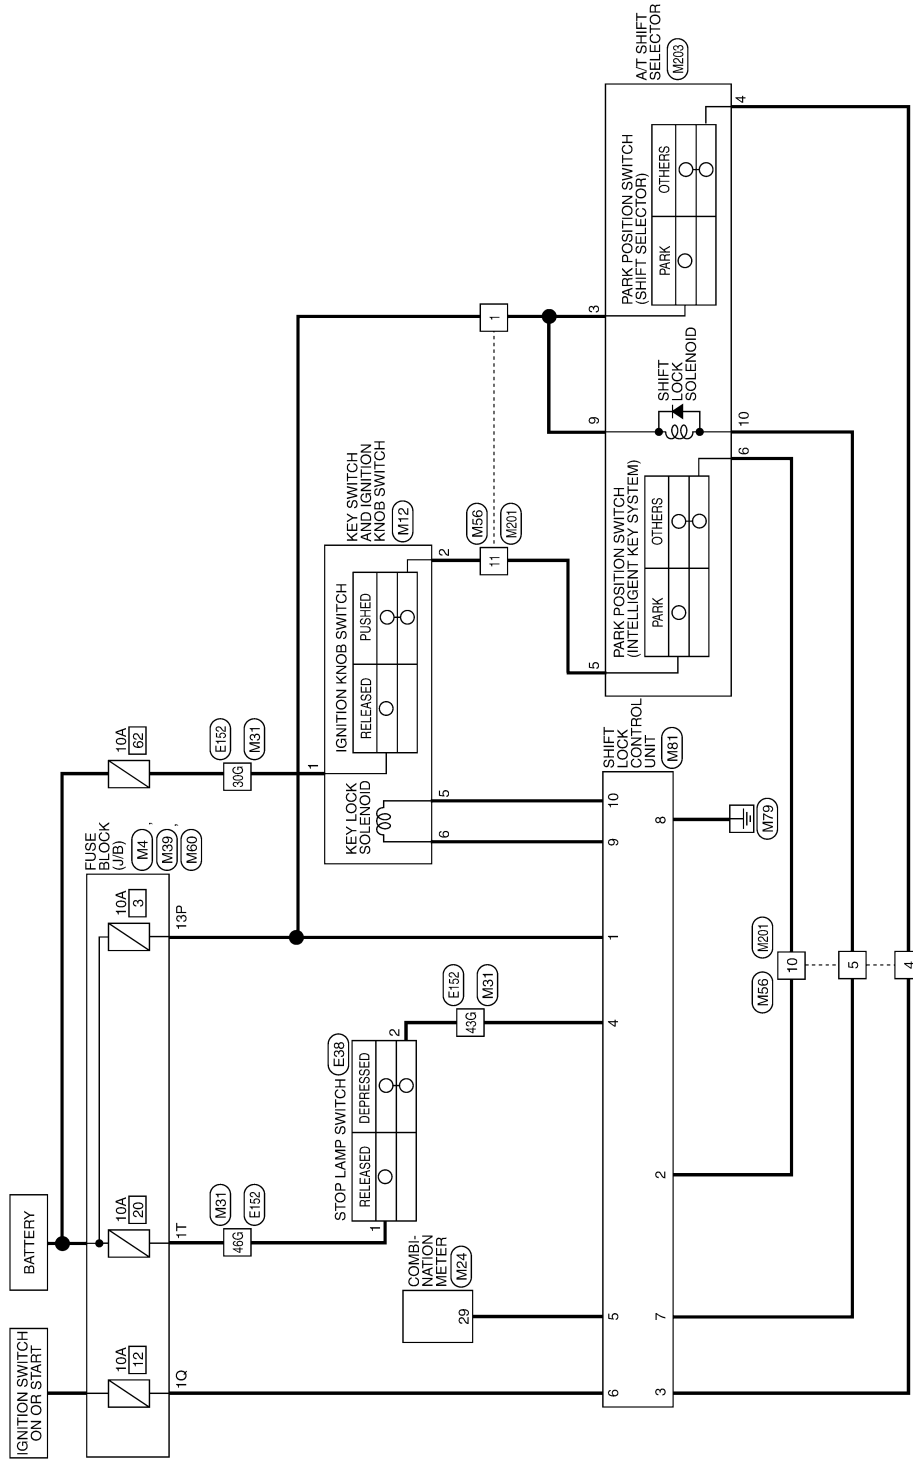 IGNITION SWITCH
ON OR START
BATTERY
10A
12
1Q
10A
20
1T
10A
3
13P
FUSE
BLOCK
(J/B)
M4 ,
M39 ,
M60
10A
62
46G
M31
E152
30G
E152
M31
COMBI-
NATION
METER
M24
29
STOP LAMP SWITCH
E38
RELEASED
DEPRESSED
1
2
43G
E152
M31
KEY SWITCH
AND IGNITION
KNOB SWITCH
M12
KEY LOCK
SOLENOID
IGNITION KNOB SWITCH
RELEASED
PUSHED
1
2
6
5
M56
M201
11
1
SHIFT
LOCK
CONTROL
UNIT
M81
6
5
4
1
9
10
3
7
2
8
M79
A/T SHIFT
SELECTOR
M203
PARK POSITION SWITCH
(INTELLIGENT KEY SYSTEM)
PARK
OTHERS
SHIFT
LOCK
SOLENOID
PARK POSITION SWITCH
(SHIFT SELECTOR)
PARK
OTHERS
5
9
3
6
10
4
M56
M201
10
5
4